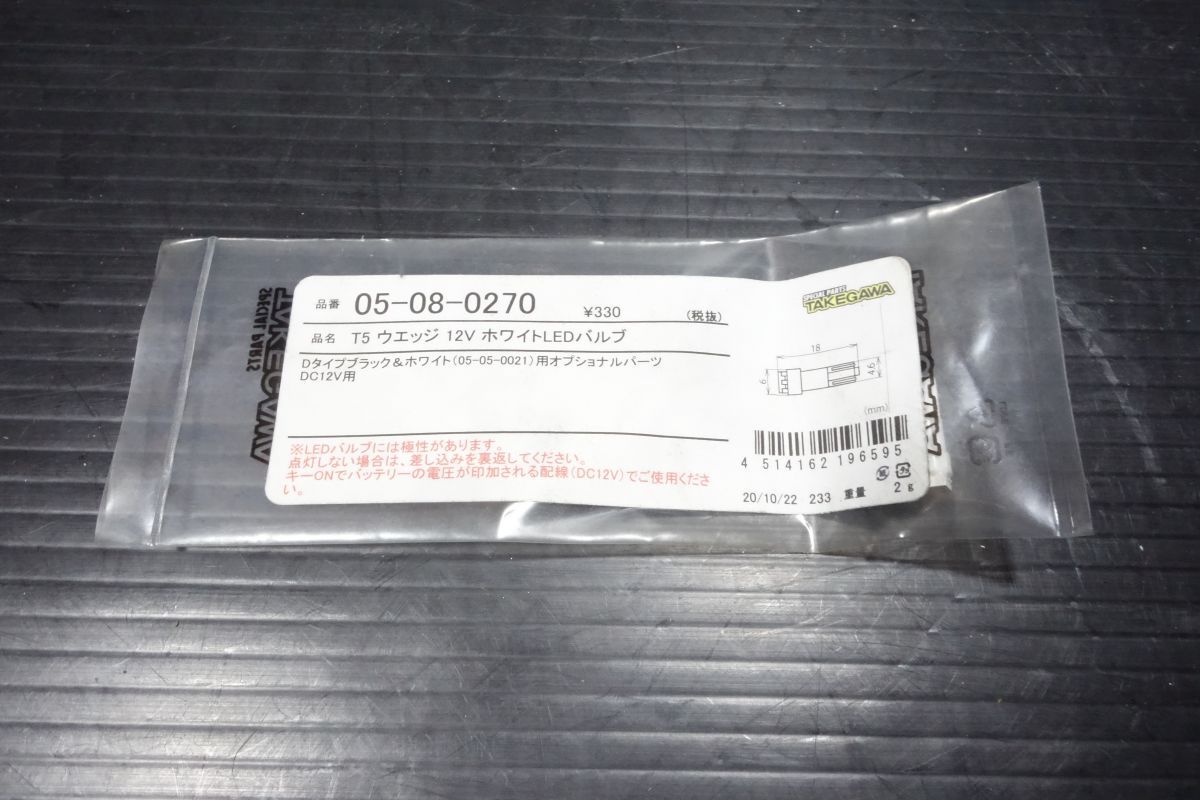 品番 05-08-0270 ¥330 (税抜)
SPECIAL PARTS
TAKEGAWA
品名 T5 ウエッジ 12V ホワイトLEDバルブ
Dタイプブラック＆ホワイト(05-05-0021)用オプショナルパーツ
DC12V用
18
6
4.6
(mm)
※LEDバルブには極性があります。
点灯しない場合は、差し込みを裏返してください。
キーONでバッテリーの電圧が印加される配線(DC12V)でご使用くださ
い。
4 514162 196595
20/10/22 233 重量 2g
SPECIAL PARTS
TAKEGAWA
TAKEGAWA